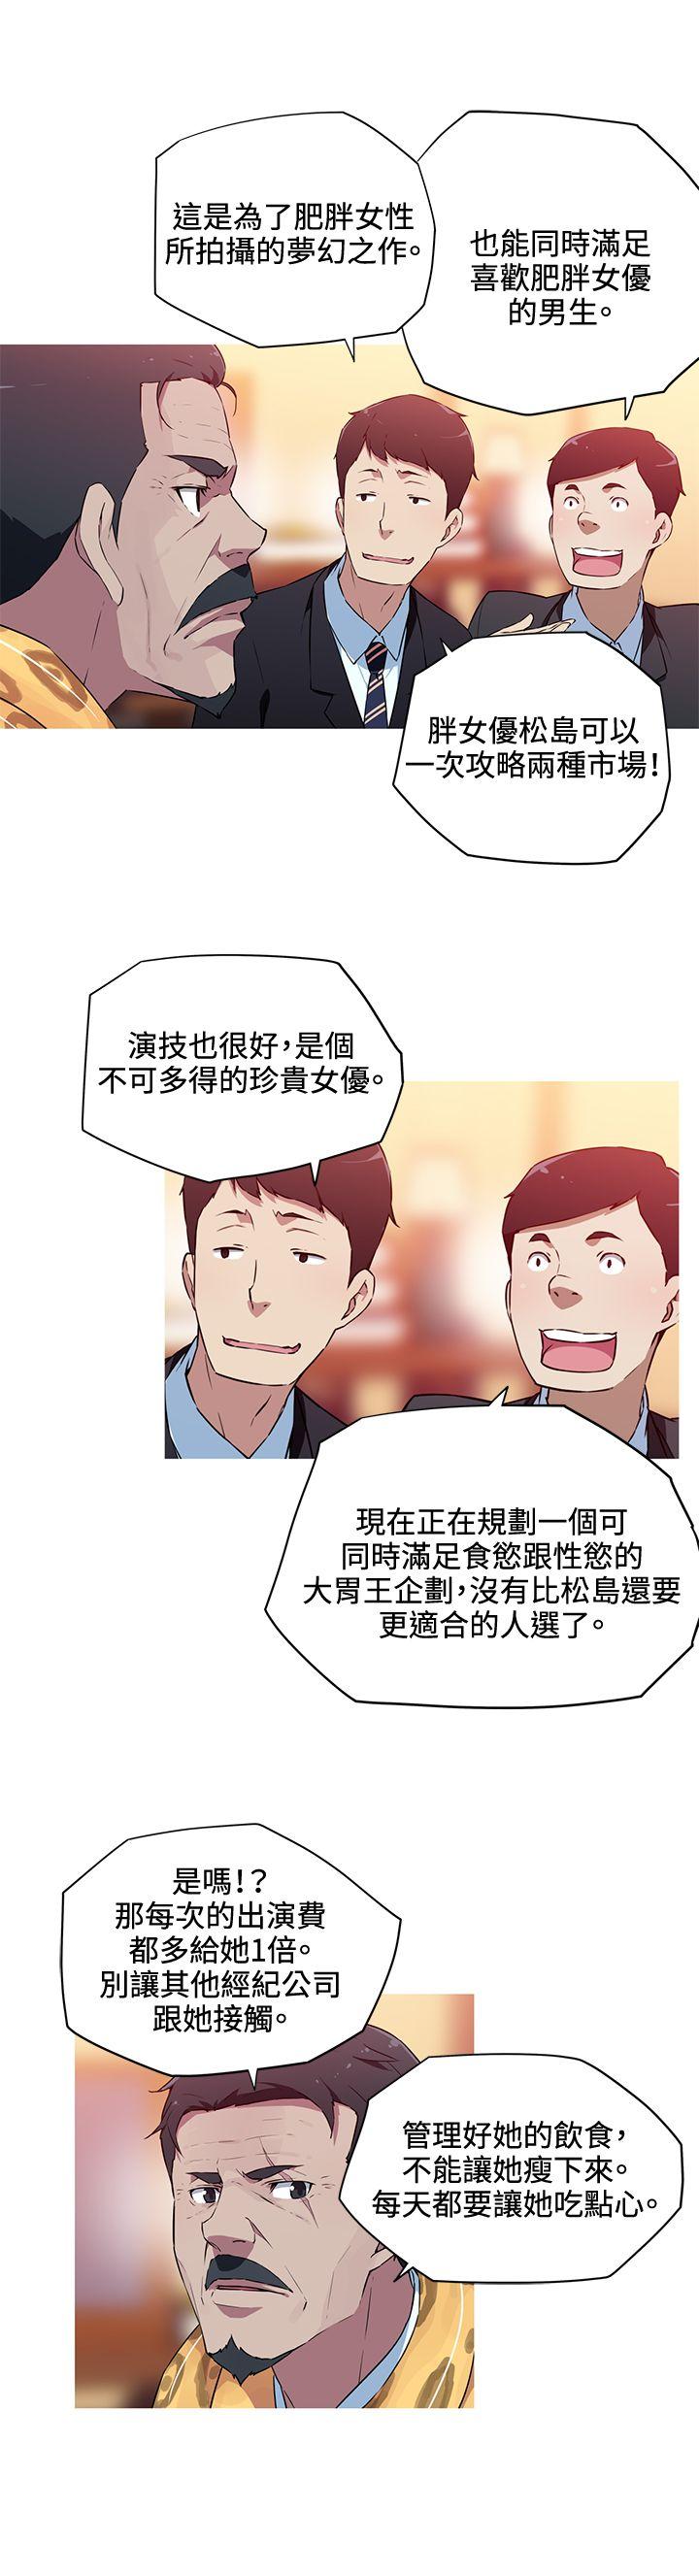 這是為了肥胖女性
所拍攝的夢幻之作。
也能同時滿足
喜歡肥胖女優
的男生。
胖女優松島可以
一次攻略兩種市場！
演技也很好，是個
不可多得的珍貴女優。
現在正在規劃一個可
同時滿足食慾跟性慾的
大胃王企劃，沒有比松島還要
更適合的人選了。
是嗎！？
那每次的出演費
都多給她1倍。
別讓其他經紀公司
跟她接觸。
管理好她的飲食，
不能讓她瘦下來。
每天都要讓她吃點心。